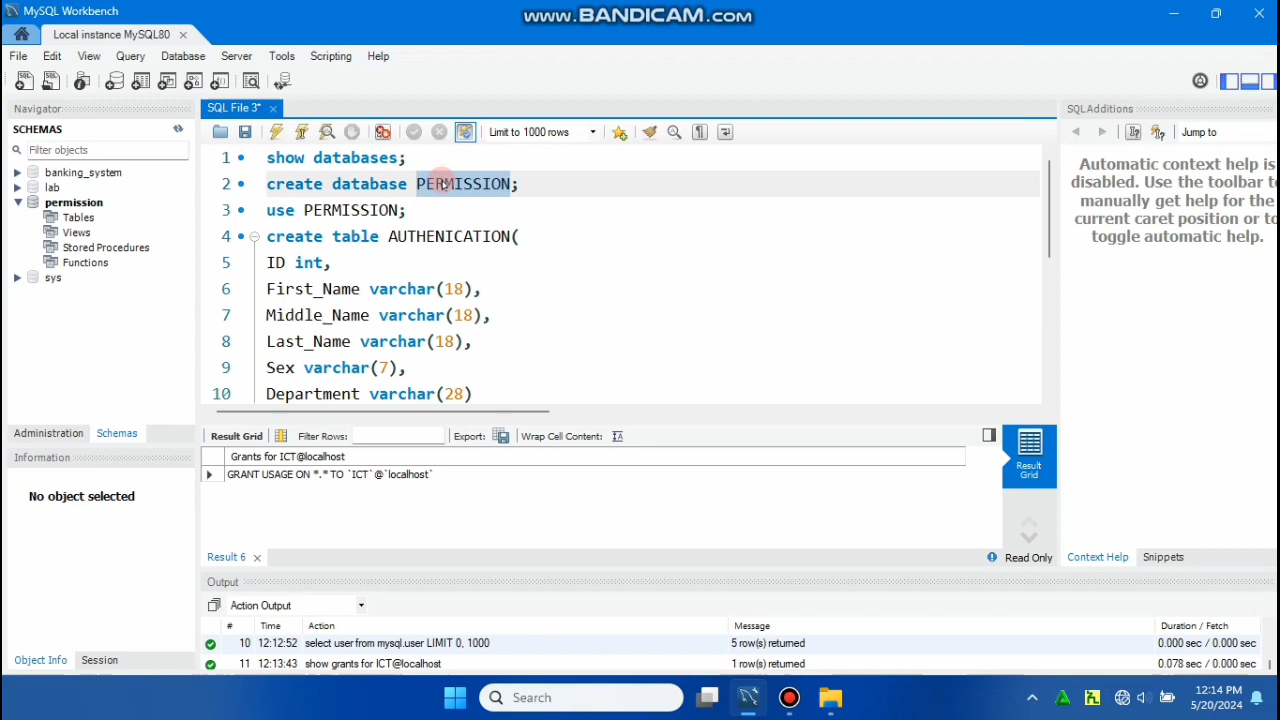 MySQL Workbench
www.BANDICAM.com
Local instance MySQL80
File Edit View Query Database Server Tools Scripting Help
Navigator
SCHEMAS
Filter objects
banking_system
lab
permission
Tables
Views
Stored Procedures
Functions
sys
Administration Schemas
Information
No object selected
Object Info Session
SQL File 3*
Limit to 1000 rows
1 show databases;
2 create database PERMISSION;
3 use PERMISSION;
4 create table AUTHENICATION(
5 ID int,
6 First_Name varchar(18),
7 Middle_Name varchar(18),
8 Last_Name varchar(18),
9 Sex varchar(7),
10 Department varchar(28)
Result Grid Filter Rows: Export: Wrap Cell Content:
Grants for ICT@localhost
GRANT USAGE ON *.* TO `ICT`@`localhost`
Result Grid
Result 6
Read Only
SQLAdditions
Jump to
Automatic context help is
disabled. Use the toolbar to
manually get help for the
current caret position or to
toggle automatic help.
Context Help Snippets
Output
Action Output
# Time Action Message Duration / Fetch
10 12:12:52 select user from mysql.user LIMIT 0, 1000 5 row(s) returned 0.000 sec / 0.000 sec
11 12:13:43 show grants for ICT@localhost 1 row(s) returned 0.078 sec / 0.000 sec
Search
12:14 PM
5/20/2024